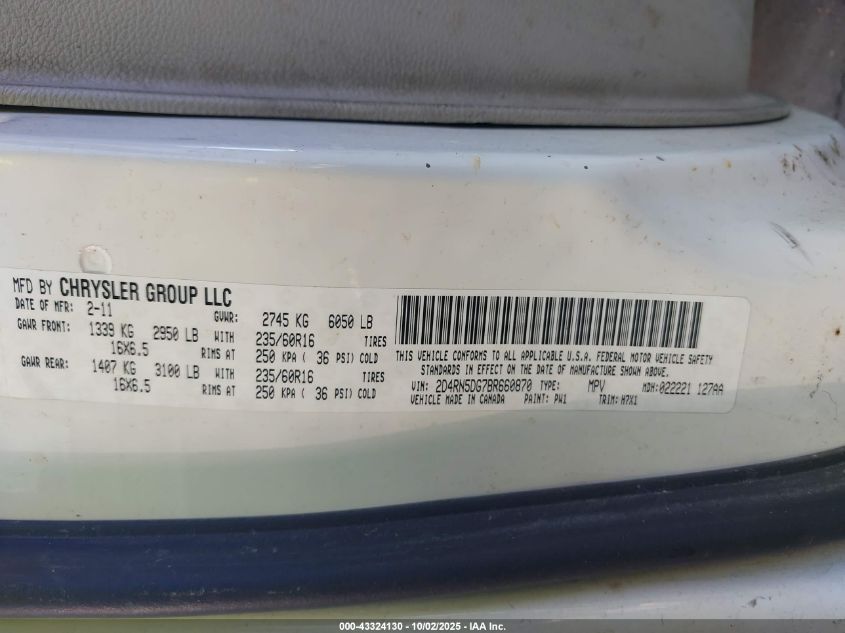 MFD BY CHRYSLER GROUP LLC
DATE OF MFR: 2-11 GVWR: 2745 KG 6050 LB
GAWR FRONT: 1339 KG 2950 LB WITH 235/60R16 TIRES
16X6.5 RIMS AT 250 KPA ( 36 PSI) COLD
GAWR REAR: 1407 KG 3100 LB WITH 235/60R16 TIRES
16X6.5 RIMS AT 250 KPA ( 36 PSI) COLD
THIS VEHICLE CONFORMS TO ALL APPLICABLE U.S.A. FEDERAL MOTOR VEHICLE SAFETY
STANDARDS IN EFFECT ON THE DATE OF MANUFACTURE SHOWN ABOVE.
VIN: 2D4RN5DG7BR660870 TYPE: MPV MDH:022221 127AA
VEHICLE MADE IN CANADA PAINT: PW1 TRIM: H7X1
000-43324130 - 10/02/2025 - IAA Inc.